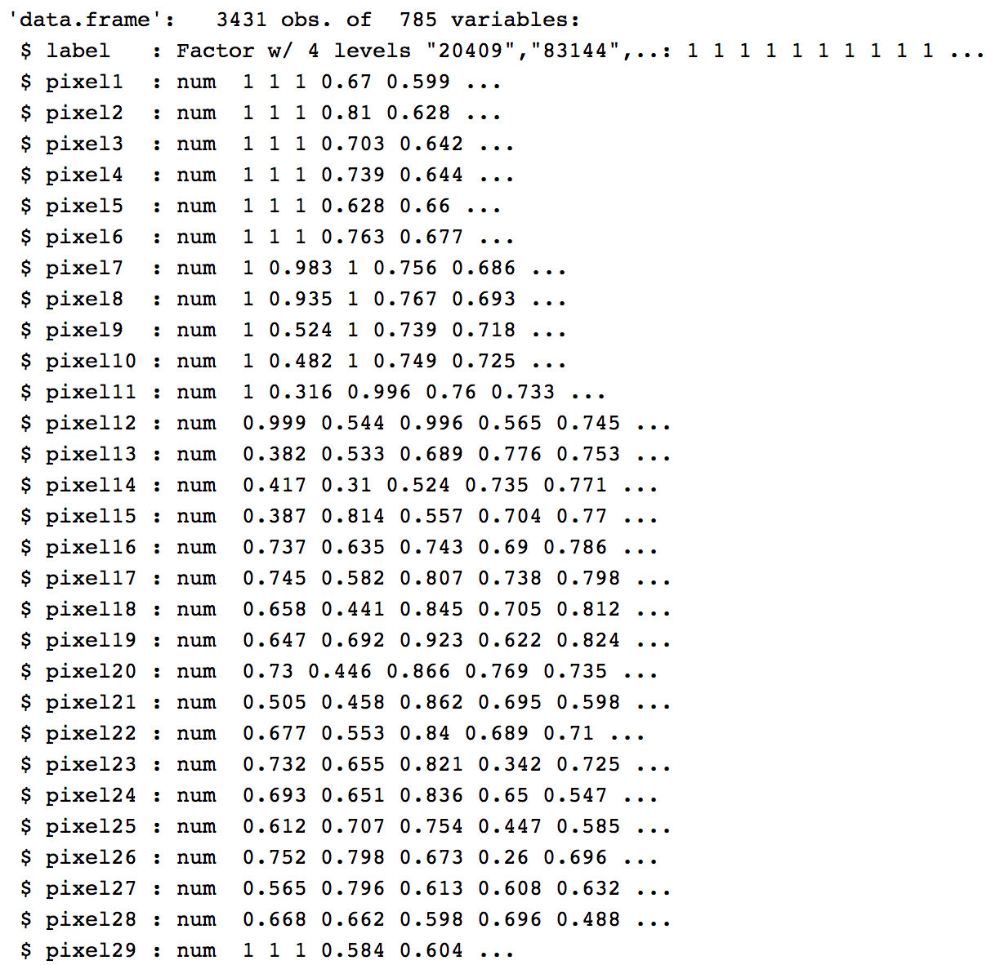 'data.frame':   3431 obs. of  785 variables:
 $ label   : Factor w/ 4 levels "20409","83144",..: 1 1 1 1 1 1 1 1 1 1 ...
 $ pixel1  : num  1 1 1 0.67 0.599 ...
 $ pixel2  : num  1 1 1 0.81 0.628 ...
 $ pixel3  : num  1 1 1 0.703 0.642 ...
 $ pixel4  : num  1 1 1 0.739 0.644 ...
 $ pixel5  : num  1 1 1 0.628 0.66 ...
 $ pixel6  : num  1 1 1 0.763 0.677 ...
 $ pixel7  : num  1 0.983 1 0.756 0.686 ...
 $ pixel8  : num  1 0.935 1 0.767 0.693 ...
 $ pixel9  : num  1 0.524 1 0.739 0.718 ...
 $ pixel10 : num  1 0.482 1 0.749 0.725 ...
 $ pixel11 : num  1 0.316 0.996 0.76 0.733 ...
 $ pixel12 : num  0.999 0.544 0.996 0.565 0.745 ...
 $ pixel13 : num  0.382 0.533 0.689 0.776 0.753 ...
 $ pixel14 : num  0.417 0.31 0.524 0.735 0.771 ...
 $ pixel15 : num  0.387 0.814 0.557 0.704 0.77 ...
 $ pixel16 : num  0.737 0.635 0.743 0.69 0.786 ...
 $ pixel17 : num  0.745 0.582 0.807 0.738 0.798 ...
 $ pixel18 : num  0.658 0.441 0.845 0.705 0.812 ...
 $ pixel19 : num  0.647 0.692 0.923 0.622 0.824 ...
 $ pixel20 : num  0.73 0.446 0.866 0.769 0.735 ...
 $ pixel21 : num  0.505 0.458 0.862 0.695 0.598 ...
 $ pixel22 : num  0.677 0.553 0.84 0.689 0.71 ...
 $ pixel23 : num  0.732 0.655 0.821 0.342 0.725 ...
 $ pixel24 : num  0.693 0.651 0.836 0.65 0.547 ...
 $ pixel25 : num  0.612 0.707 0.754 0.447 0.585 ...
 $ pixel26 : num  0.752 0.798 0.673 0.26 0.696 ...
 $ pixel27 : num  0.565 0.796 0.613 0.608 0.632 ...
 $ pixel28 : num  0.668 0.662 0.598 0.696 0.488 ...
 $ pixel29 : num  1 1 1 0.584 0.604 ...